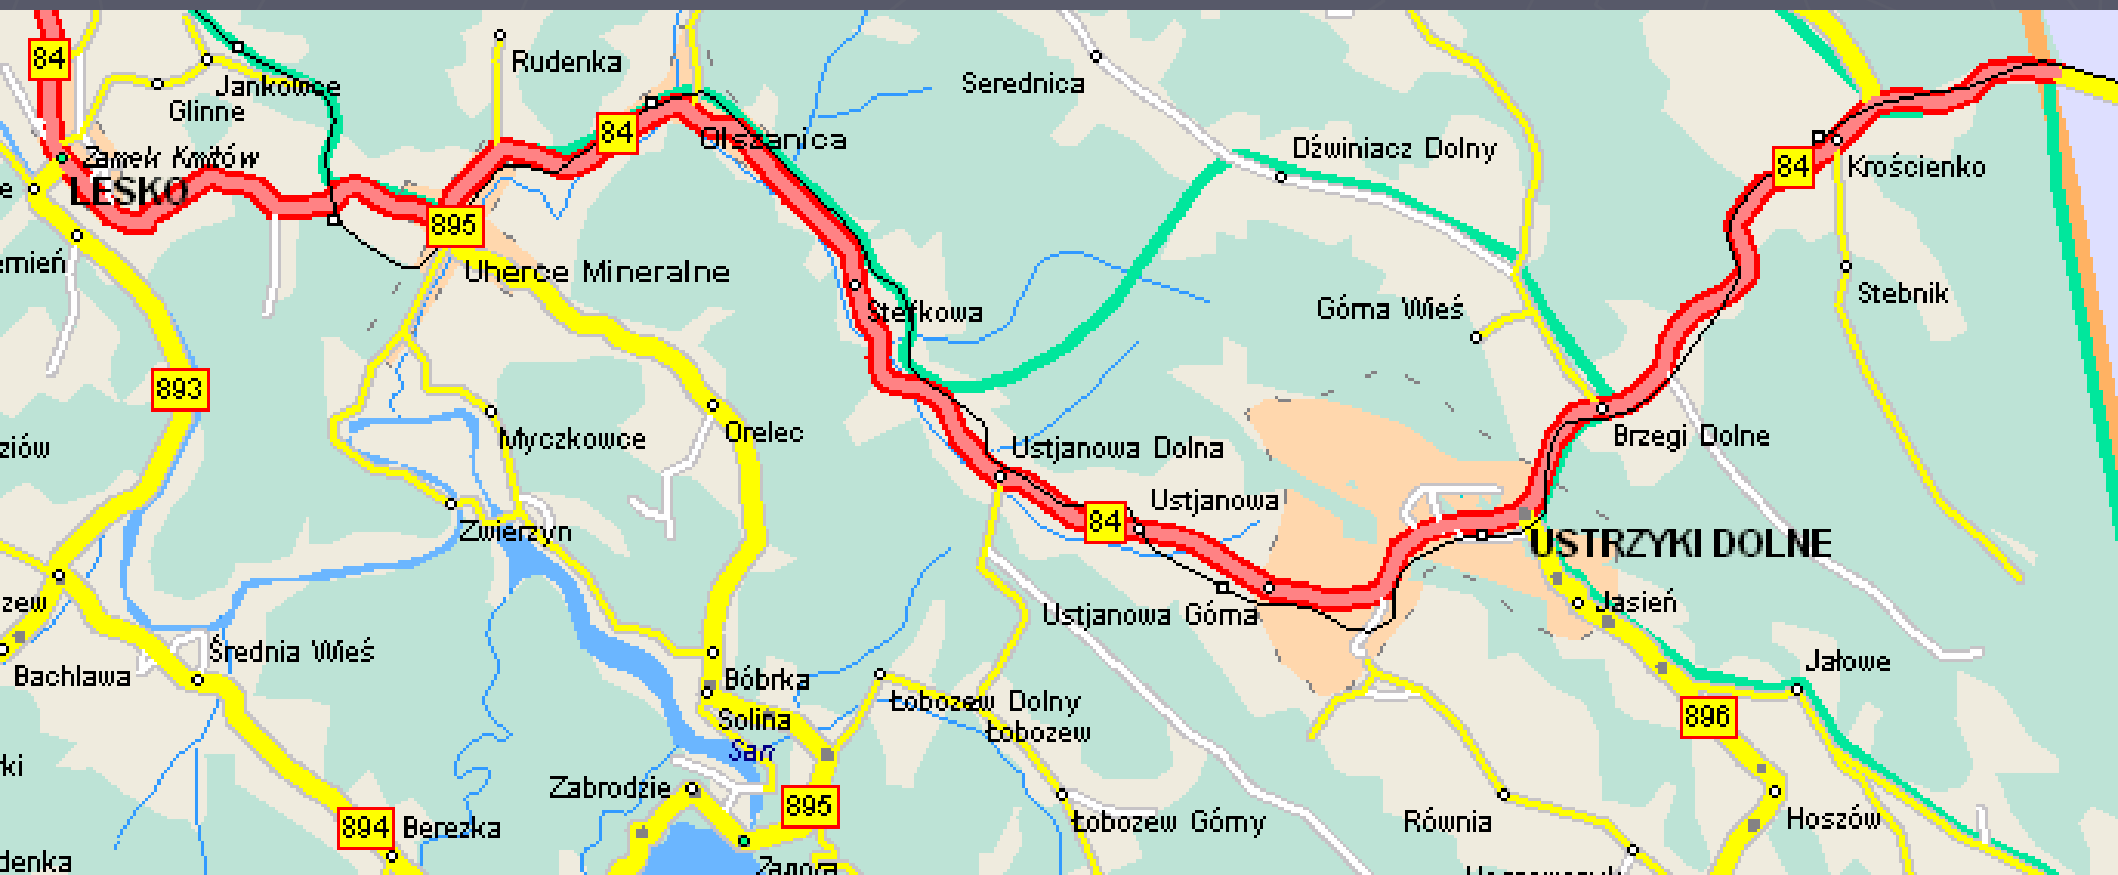 84
Rudenka
Jankowce
Glinne
Serednica
84
Olszanica
Dźwiniacz Dolny
Zamek Kmitów
LESKO
84
Krościenko
895
Uherce Mineralne
Stefkowa
Górna Wieś
Stebnik
893
Myczkowce
Orelec
Ustjanowa Dolna
Brzegi Dolne
Ustjanowa
84
Zwierzyn
USTRZYKI DOLNE
Jasień
Ustjanowa Górna
Średnia Wieś
Bachlawa
Bóbrka
Jałowe
Łobozew Dolny
Solina
Łobozew
San
896
Zabrodzie
895
894
Berezka
Łobozew Górny
Równia
Hoszów